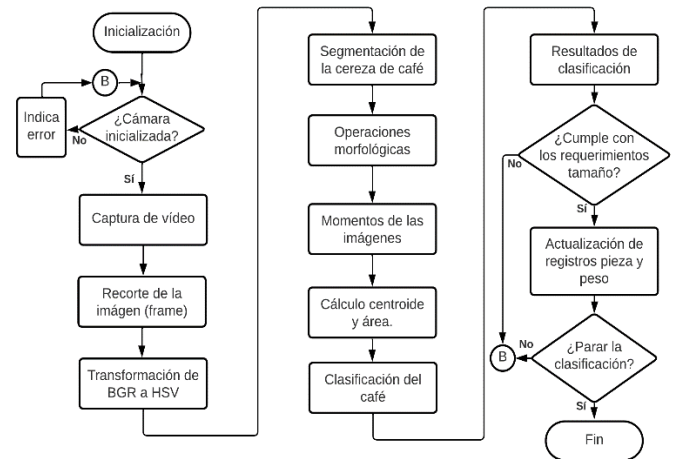 Inicialización
B
Indica
error
¿Cámara
inicializada?
No
Sí
Captura de vídeo
Recorte de la
imágen (frame)
Transformación de
BGR a HSV
Segmentación de
la cereza de café
Operaciones
morfológicas
Momentos de las
imágenes
Cálculo centroide
y área.
Clasificación del
café
Resultados de
clasificación
¿Cumple con
los requerimientos
tamaño?
No
Sí
Actualización de
registros pieza y
peso
B
No
¿Parar la
clasificación?
Sí
Fin